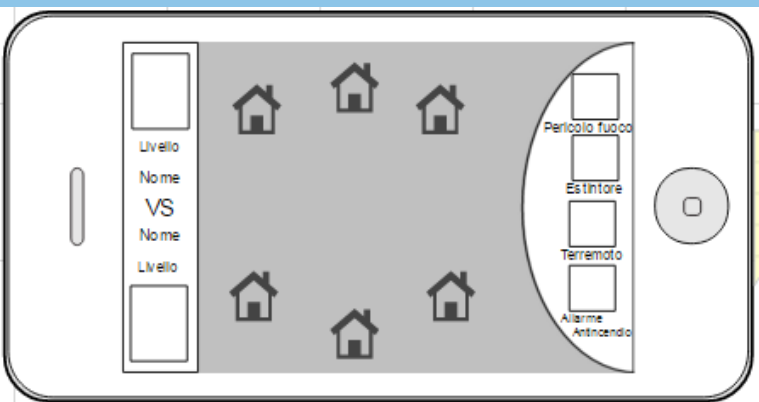 Livello
Nome
VS
Nome
Livello
Pericolo fuoco
Estintore
Terremoto
Allarme
Antincendio